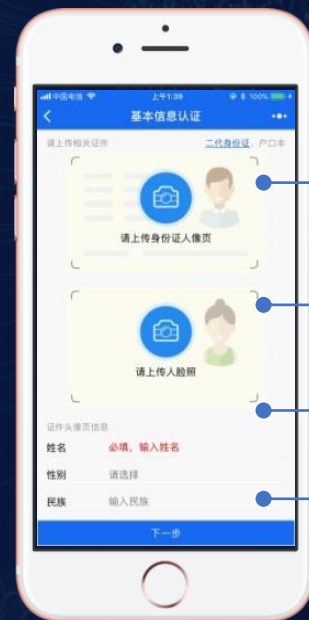 中国电信 上午1:39 100%
基本信息认证
请上传相关证件 二代身份证、户口本
请上传身份证人像页
请上传人脸照
证件头像页信息
姓名 必填，输入姓名
性别 请选择
民族 输入民族
下一步